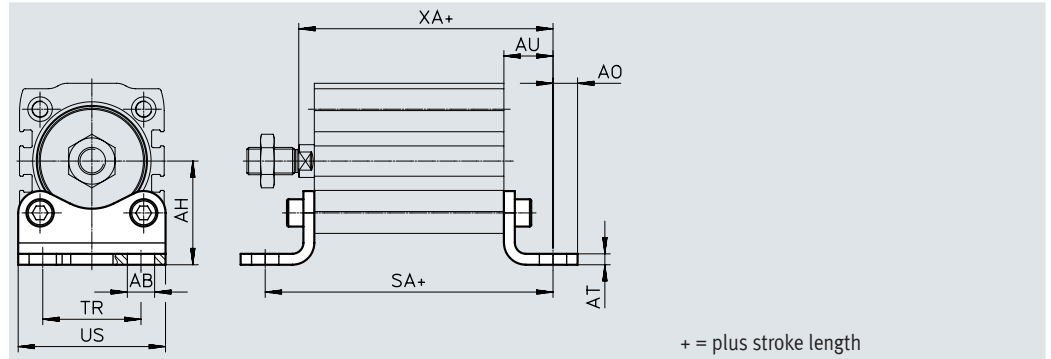 XA+
AU
AO
AH
AB
TR
US
SA+
AT
+ = plus stroke length